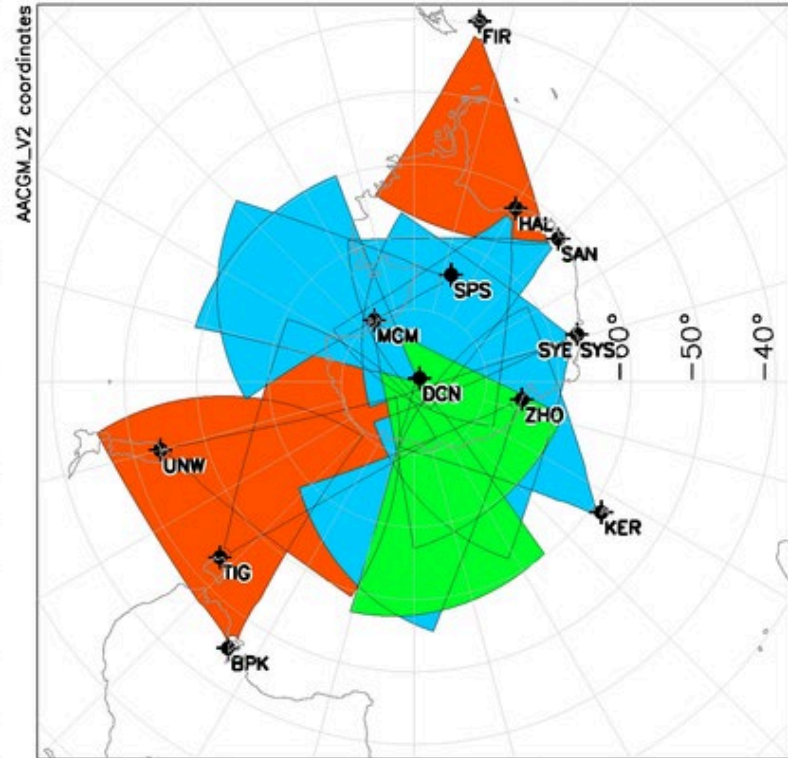 AACGM_V2 coordinates
FIR
HAL
SAN
SPS
MCM
SYE SYS
-60°
-50°
-40°
DCN
ZHO
UNW
KER
TIG
BPK